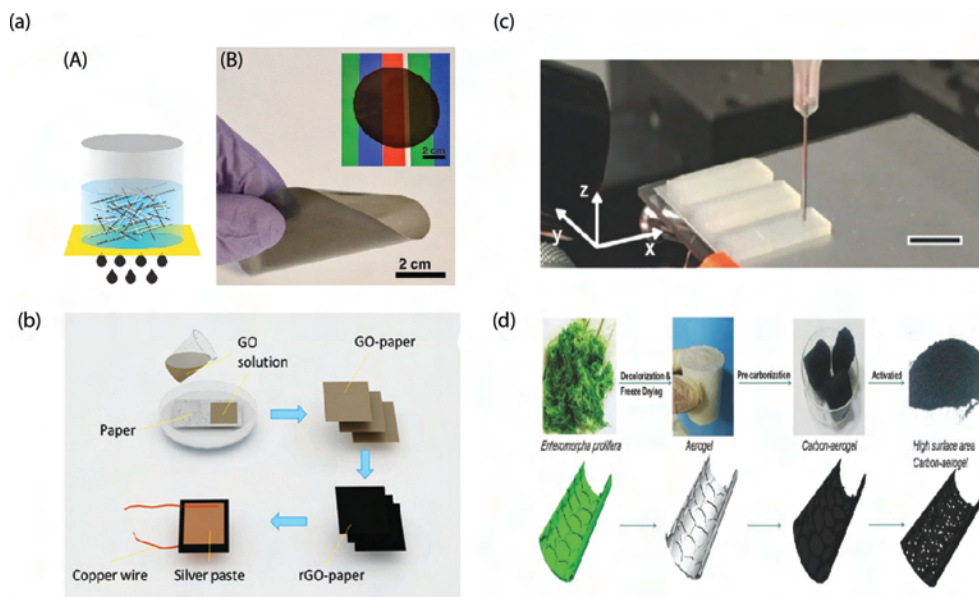 (a)
(A)
(B)
2 cm
2 cm
(c)
z
y
x
(b)
GO
solution
GO-paper
Paper
Copper wire
Silver paste
rGO-paper
(d)
Decolorization &
Freeze Drying
Pre-carbonization
Activatied
Enteromorpha prolifera
Aerogel
Carbon-aerogel
High surface area
Carbon-aerogel